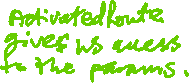 ActivatedRoute
gives us access
to the params